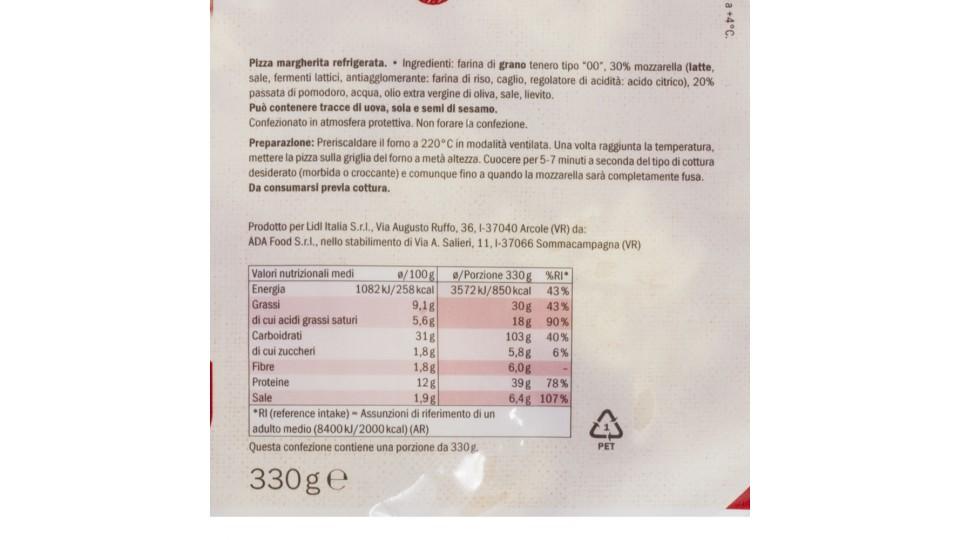 a +4°C.
Pizza margherita refrigerata. • Ingredienti: farina di grano tenero tipo "00", 30% mozzarella (latte,
sale, fermenti lattici, antiagglomerante: farina di riso, caglio, regolatore di acidità: acido citrico), 20%
passata di pomodoro, acqua, olio extra vergine di oliva, sale, lievito.
Può contenere tracce di uova, soia e semi di sesamo.
Confezionato in atmosfera protettiva. Non forare la confezione.
Preparazione: Preriscaldare il forno a 220°C in modalità ventilata. Una volta raggiunta la temperatura,
mettere la pizza sulla griglia del forno a metà altezza. Cuocere per 5-7 minuti a seconda del tipo di cottura
desiderato (morbida o croccante) e comunque fino a quando la mozzarella sarà completamente fusa.
Da consumarsi previa cottura.
Prodotto per Lidl Italia S.r.l., Via Augusto Ruffo, 36, I-37040 Arcole (VR) da:
ADA Food S.r.l., nello stabilimento di Via A. Salieri, 11, I-37066 Sommacampagna (VR)
Valori nutrizionali medi ø/100g ø/Porzione 330g %RI*
Energia 1082kJ/258kcal 3572kJ/850kcal 43%
Grassi 9,1g 30g 43%
di cui acidi grassi saturi 5,6g 18g 90%
Carboidrati 31g 103g 40%
di cui zuccheri 1,8g 5,8g 6%
Fibre 1,8g 6,0g -
Proteine 12g 39g 78%
Sale 1,9g 6,4g 107%
*RI (reference intake) = Assunzioni di riferimento di un
adulto medio (8400kJ/2000kcal) (AR)
Questa confezione contiene una porzione da 330g.
330g e
1
PET